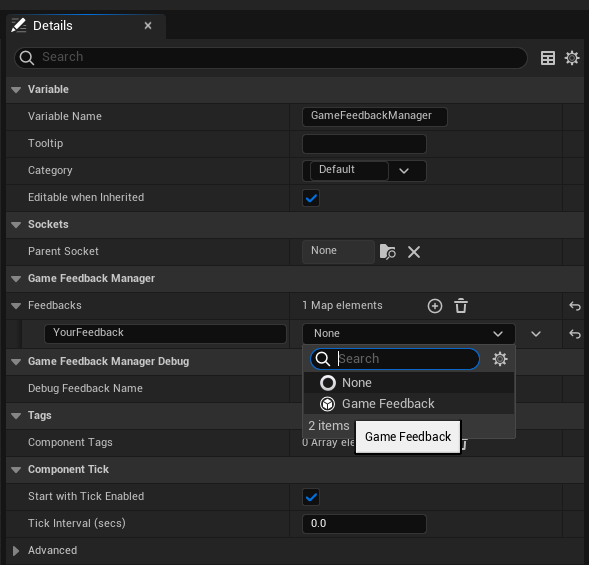 Details
Search
Variable
Variable Name GameFeedbackManager
Tooltip
Category Default
Editable when Inherited
Sockets
Parent Socket None
Game Feedback Manager
Feedbacks 1 Map elements
YourFeedback None
Search
Game Feedback Manager Debug
None
Debug Feedback Name
Game Feedback
Tags
2 items
Game Feedback
Component Tags 0 Array ele
Component Tick
Start with Tick Enabled
Tick Interval (secs) 0.0
Advanced